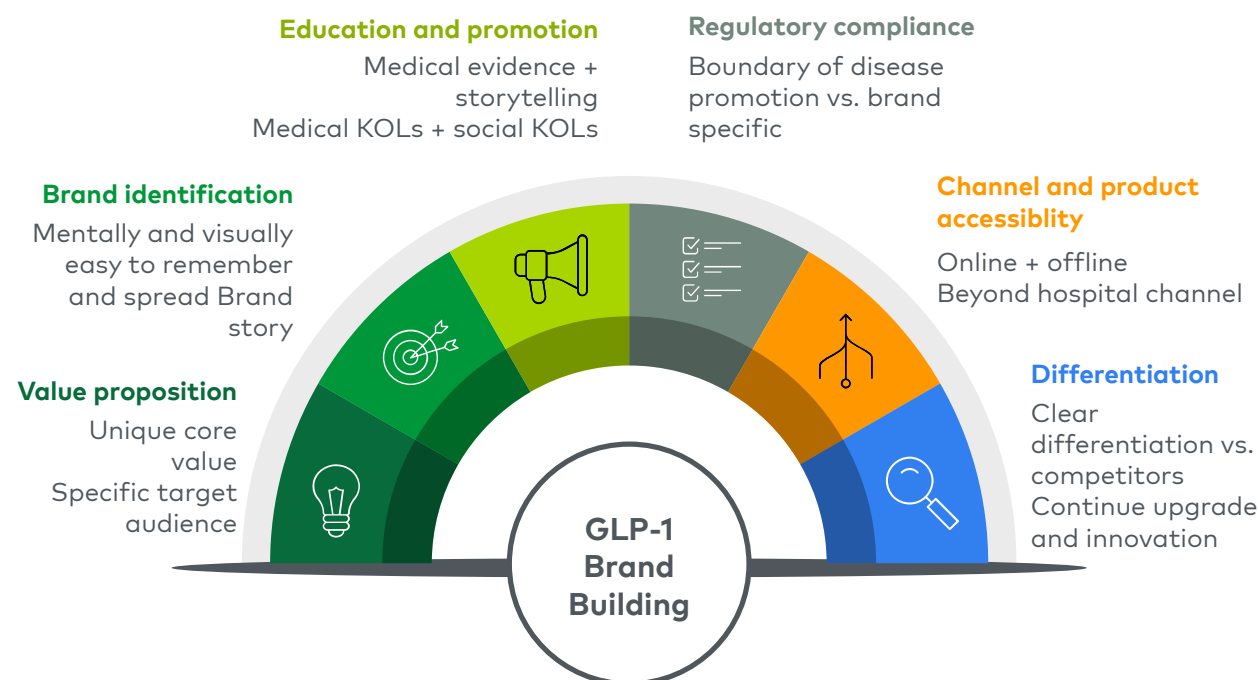 Education and promotion
Medical evidence +
storytelling
Medical KOLs + social KOLs
Regulatory compliance
Boundary of disease
promotion vs. brand
specific
Brand identification
Mentally and visually
easy to remember
and spread Brand
story
Channel and product
accessiblity
Online + offline
Beyond hospital channel
Value proposition
Unique core
value
Specific target
audience
Differentiation
Clear
differentiation vs.
competitors
Continue upgrade
and innovation
GLP-1
Brand
Building